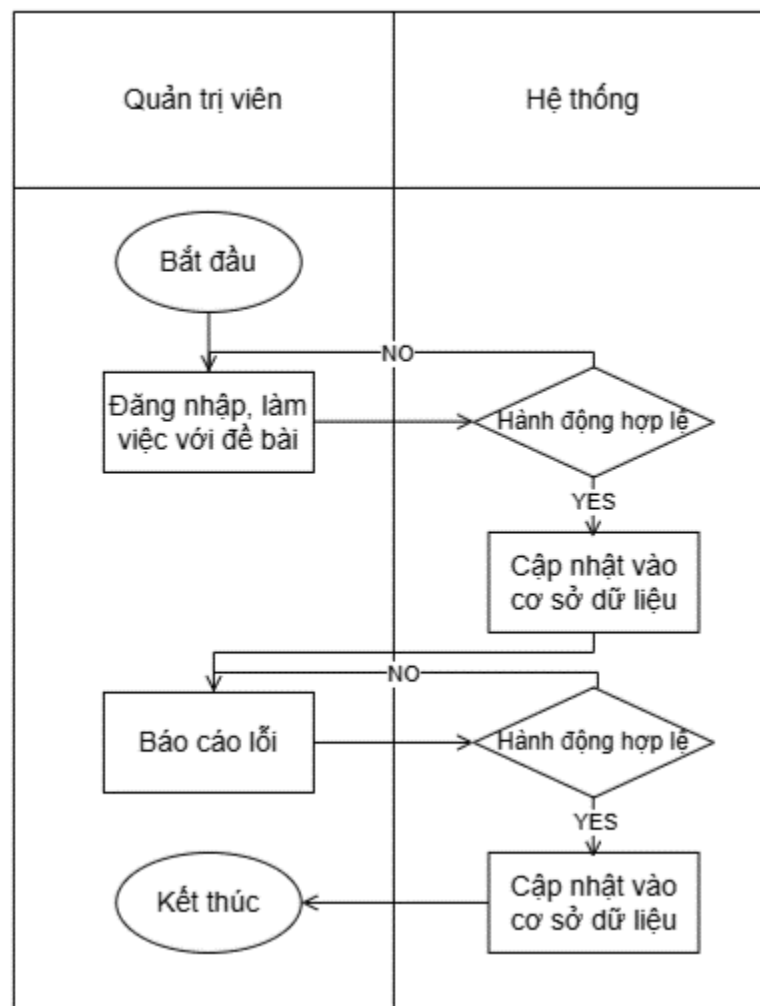 Quản trị viên
Hệ thống
Bắt đầu
NO
Đăng nhập, làm
việc với đề bài
Hành động hợp lệ
YES
Cập nhật vào
cơ sở dữ liệu
NO
Báo cáo lỗi
Hành động hợp lệ
YES
Kết thúc
Cập nhật vào
cơ sở dữ liệu